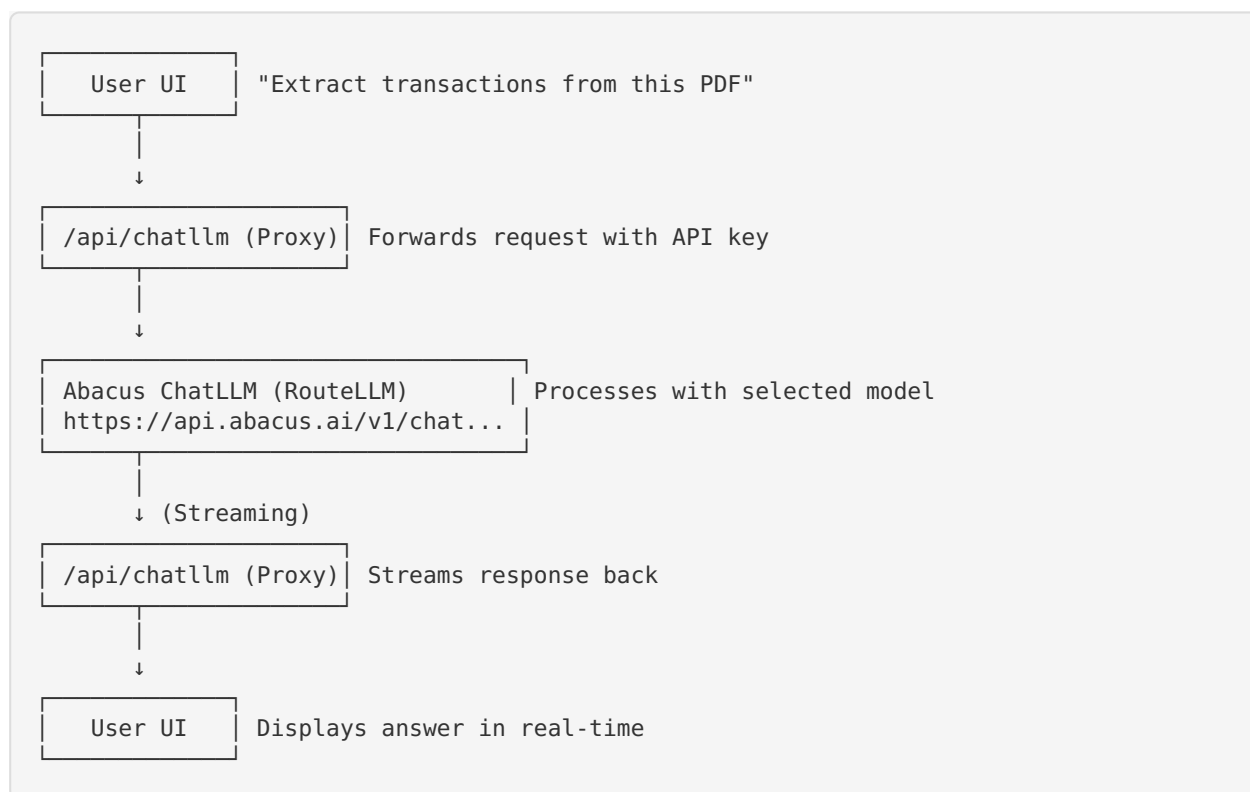 User UI "Extract transactions from this PDF"
↓
/api/chatllm (Proxy) Forwards request with API key
↓
Abacus ChatLLM (RouteLLM) Processes with selected model
https://api.abacus.ai/v1/chat...
↓ (Streaming)
/api/chatllm (Proxy) Streams response back
↓
User UI Displays answer in real-time